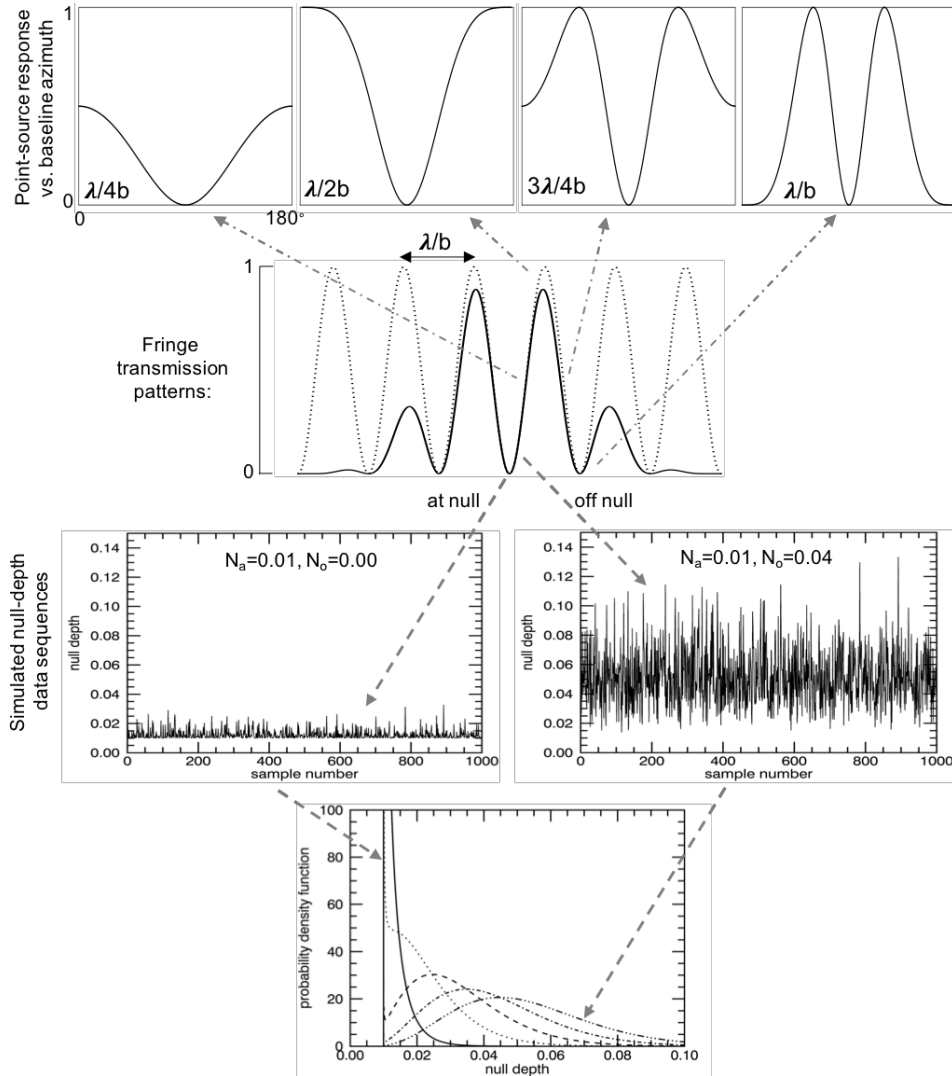 Point-source response
vs. baseline azimuth
1
0
λ/4b
λ/2b
3λ/4b
λ/b
0
180°
λ/b
1
Fringe
transmission
patterns:
0
at null
off null
Simulated null-depth
data sequences
null depth
0.14
0.12
0.10
0.08
0.06
0.04
0.02
0.00
Nₐ=0.01, Nₒ=0.00
0
200
400
600
800
1000
sample number
null depth
0.14
0.12
0.10
0.08
0.06
0.04
0.02
0.00
Nₐ=0.01, Nₒ=0.04
0
200
400
600
800
1000
sample number
probability density function
100
80
60
40
20
0
0.00
0.02
0.04
0.06
0.08
0.10
null depth